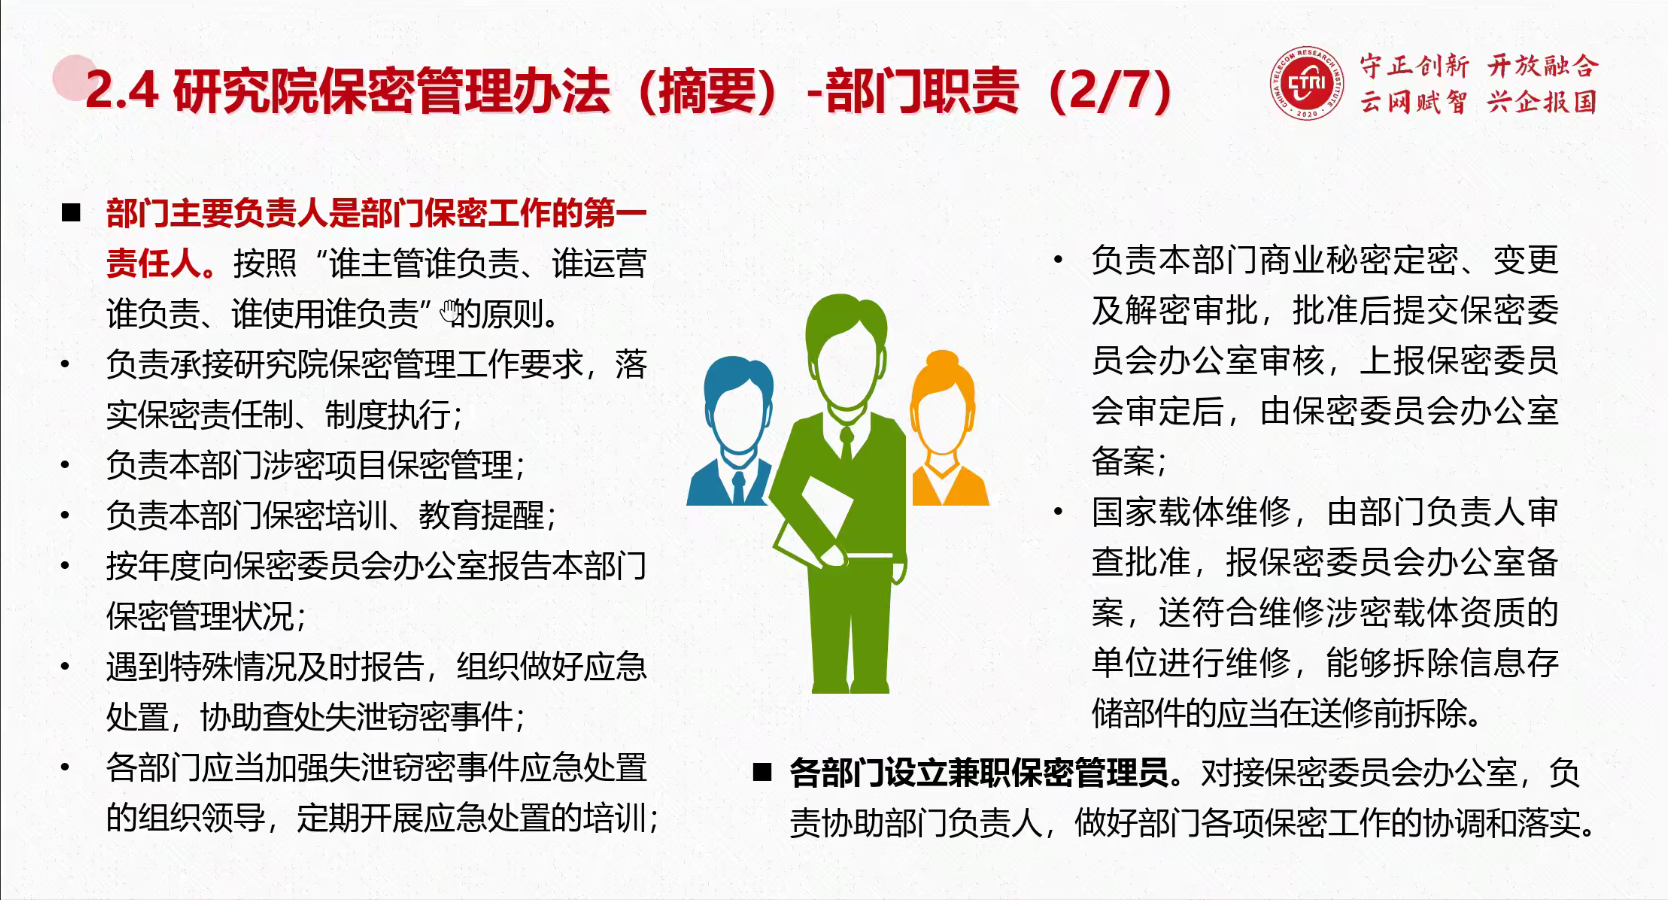 2.4 研究院保密管理办法（摘要）-部门职责（2/7）
CHINA TELECOM RESEARCH INSTITUTE
CTRI
2020
守正创新 开放融合
云网赋智 兴企报国
■ 部门主要负责人是部门保密工作的第一
责任人。按照“谁主管谁负责、谁运营
谁负责、谁使用谁负责”的原则。
• 负责承接研究院保密管理工作要求，落
实保密责任制、制度执行；
• 负责本部门涉密项目保密管理；
• 负责本部门保密培训、教育提醒；
• 按年度向保密委员会办公室报告本部门
保密管理状况；
• 遇到特殊情况及时报告，组织做好应急
处置，协助查处失泄窃密事件；
• 各部门应当加强失泄窃密事件应急处置
的组织领导，定期开展应急处置的培训；
• 负责本部门商业秘密定密、变更
及解密审批，批准后提交保密委
员会办公室审核，上报保密委员
会审定后，由保密委员会办公室
备案；
• 国家载体维修，由部门负责人审
查批准，报保密委员会办公室备
案，送符合维修涉密载体资质的
单位进行维修，能够拆除信息存
储部件的应当在送修前拆除。
■ 各部门设立兼职保密管理员。对接保密委员会办公室，负
责协助部门负责人，做好部门各项保密工作的协调和落实。